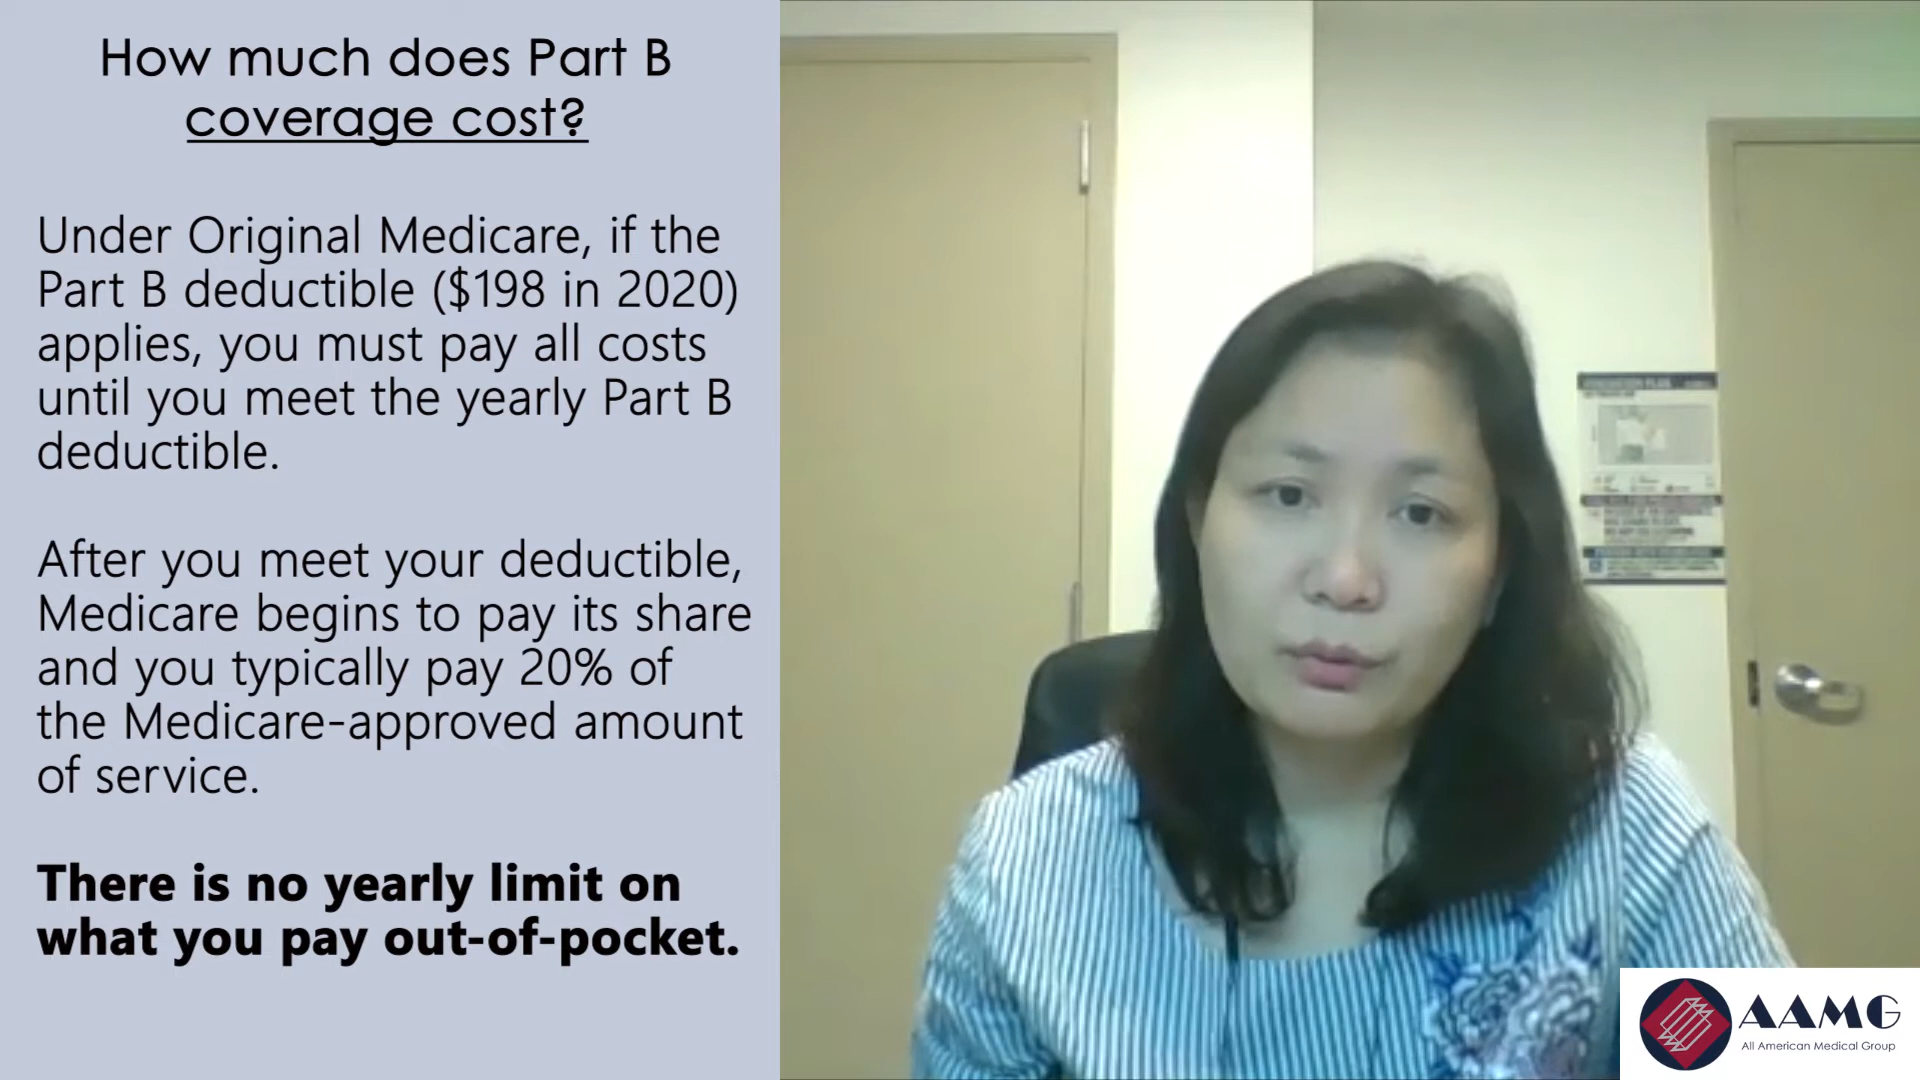 How much does Part B
coverage cost?
Under Original Medicare, if the
Part B deductible ($198 in 2020)
applies, you must pay all costs
until you meet the yearly Part B
deductible.
After you meet your deductible,
Medicare begins to pay its share
and you typically pay 20% of
the Medicare-approved amount
of service.
There is no yearly limit on
what you pay out-of-pocket.
EVACUATION PLAN
AAMG
All American Medical Group